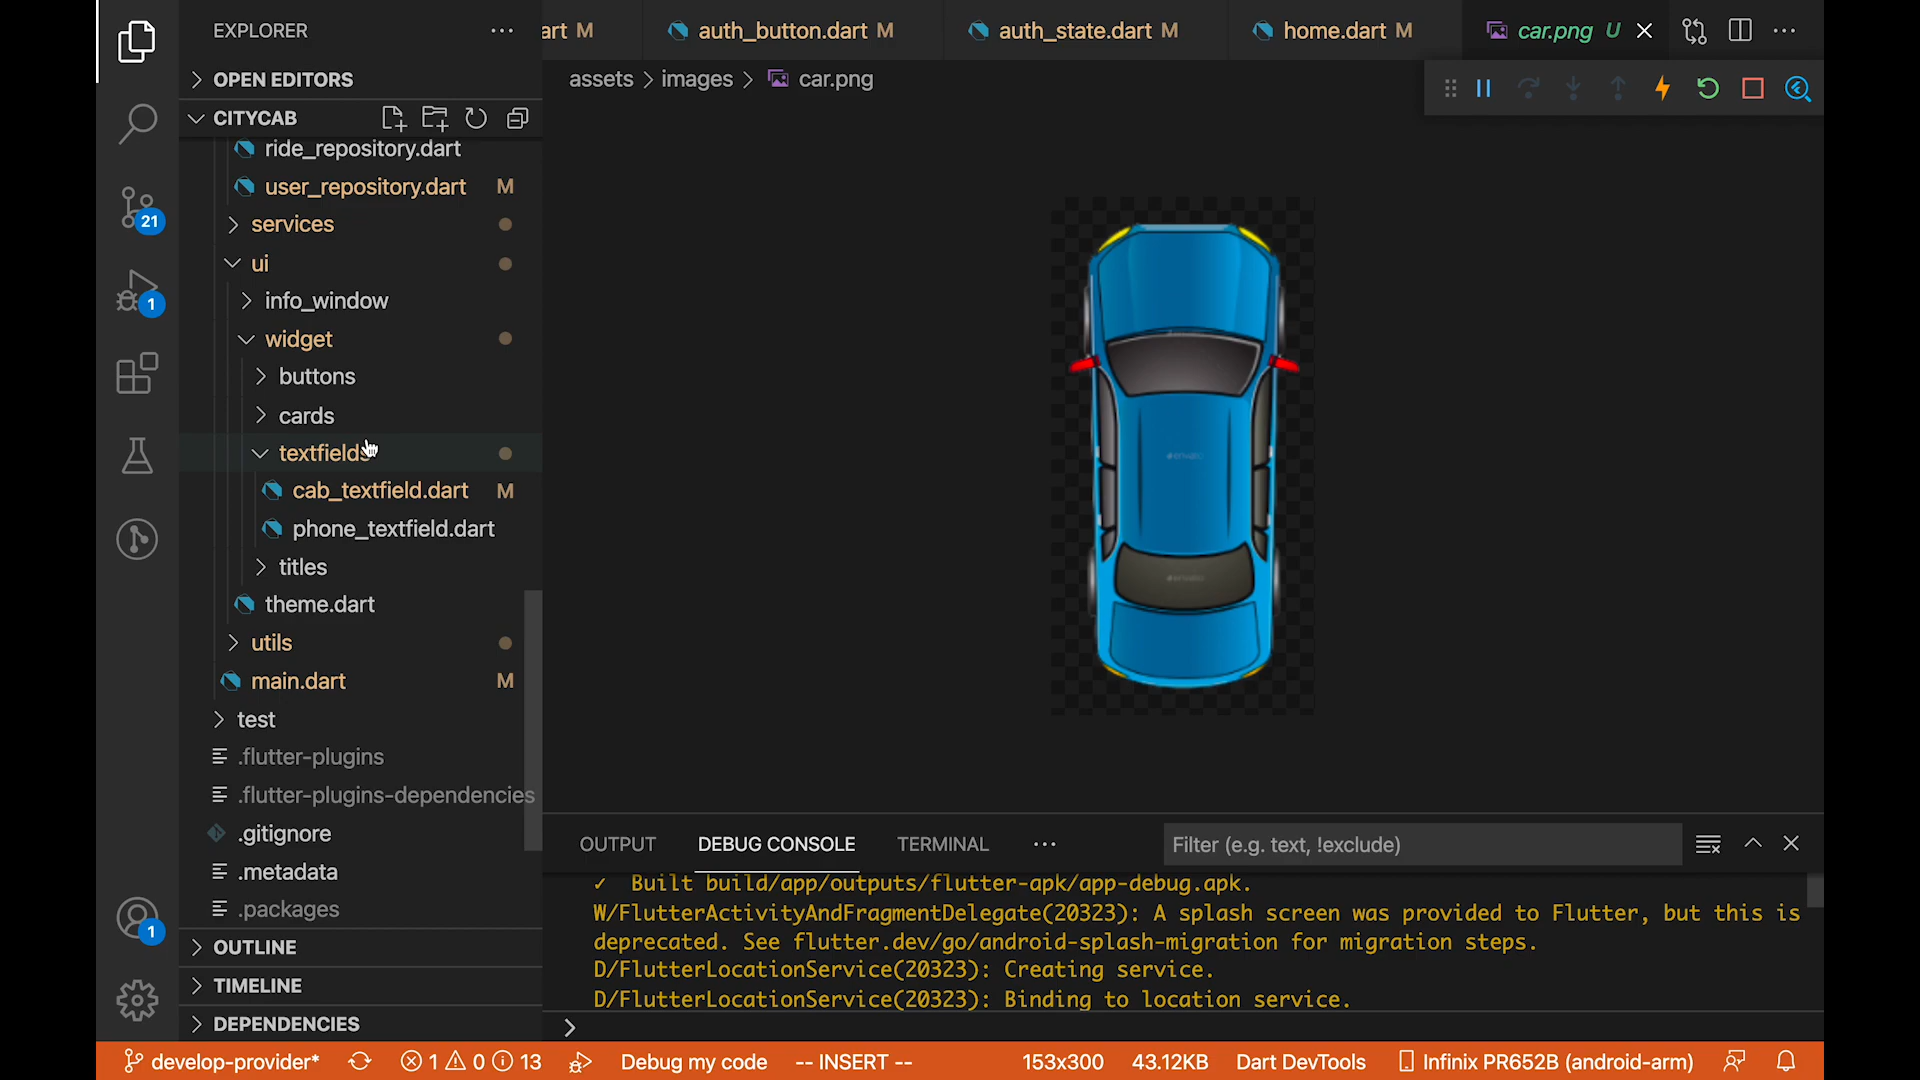 EXPLORER
OPEN EDITORS
CITYCAB
ride_repository.dart
user_repository.dart M
services
ui
info_window
widget
buttons
cards
textfields
cab_textfield.dart M
phone_textfield.dart
titles
theme.dart
utils
main.dart M
test
.flutter-plugins
.flutter-plugins-dependencies
.gitignore
.metadata
.packages
OUTLINE
TIMELINE
DEPENDENCIES
21
1
1
art M auth_button.dart M auth_state.dart M home.dart M car.png U
assets > images > car.png
OUTPUT DEBUG CONSOLE TERMINAL Filter (e.g. text, !exclude)
✓ Built build/app/outputs/flutter-apk/app-debug.apk.
W/FlutterActivityAndFragmentDelegate(20323): A splash screen was provided to Flutter, but this is
deprecated. See flutter.dev/go/android-splash-migration for migration steps.
D/FlutterLocationService(20323): Creating service.
D/FlutterLocationService(20323): Binding to location service.
develop-provider* 1 0 13 Debug my code -- INSERT -- 153x300 43.12KB Dart DevTools Infinix PR652B (android-arm)